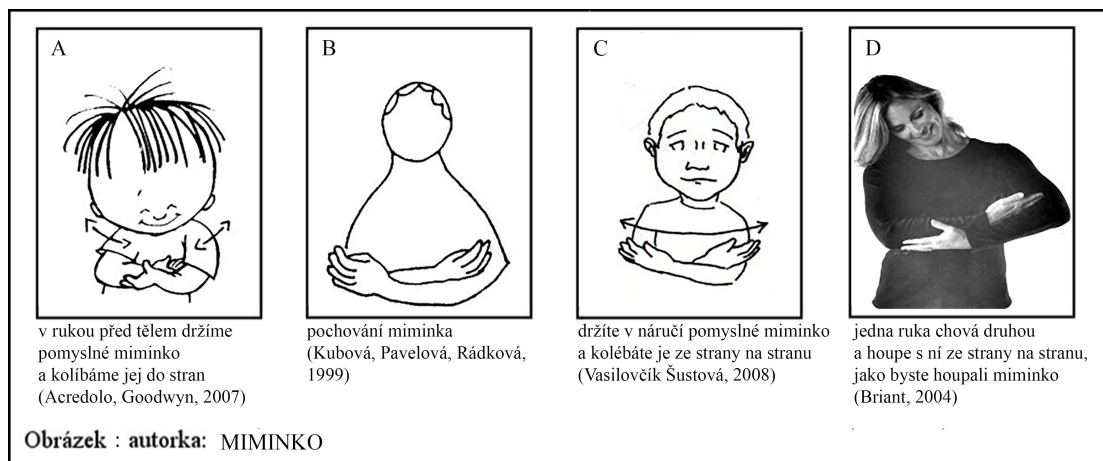 A
B
C
D
v rukou před tělem držíme
pomyslné miminko
a kolíbáme jej do stran
(Acredolo, Goodwyn, 2007)
pochování miminka
(Kubová, Pavelová, Rádková,
1999)
držíte v náručí pomyslné miminko
a kolébáte je ze strany na stranu
(Vasilovčík Šustová, 2008)
jedna ruka chová druhou
a houpe s ní ze strany na stranu,
jako byste houpali miminko
(Briant, 2004)
Obrázek : autorka: MIMINKO